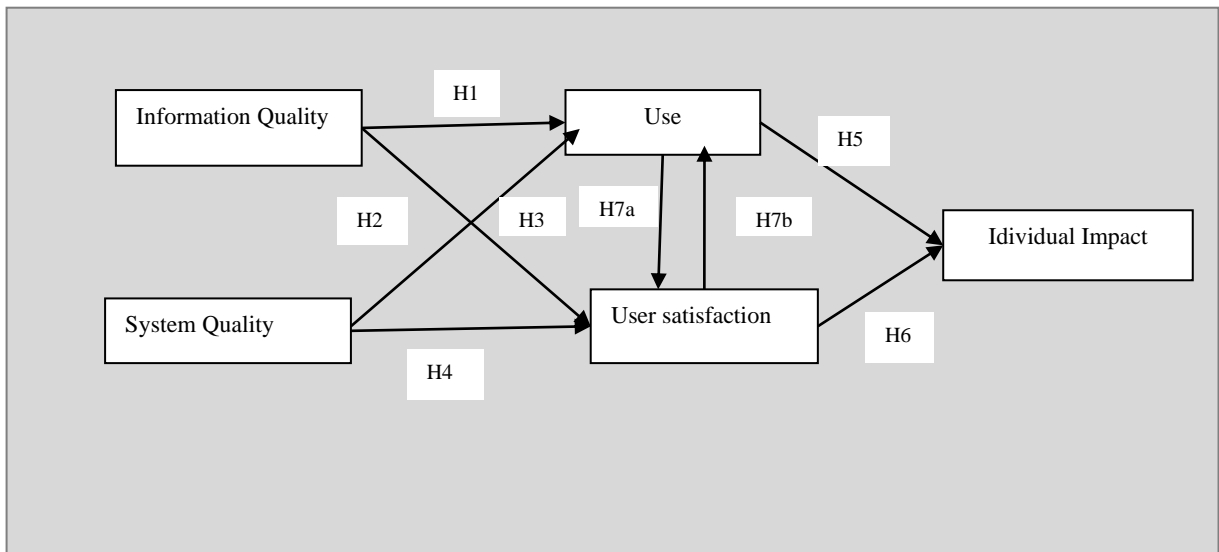 H1
Information Quality
Use
H5
H2
H3
H7a
H7b
Idividual Impact
System Quality
User satisfaction
H6
H4